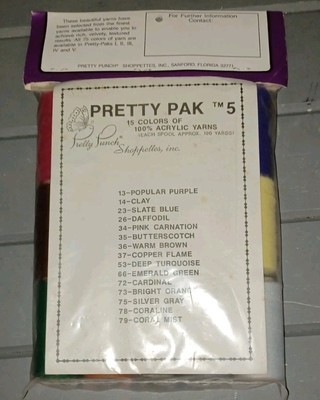 These beautiful yarns have
been selected from the finest
yarns available to enable you to
achieve rich, velvety, textured
results. All 75 colors of yarn are
available in Pretty-Paks I, II, III,
IV and V.
For Further Information
Contact:
PRETTY PUNCH® SHOPPETTES, INC. SANFORD, FLORIDA 32771
PRETTY PAK ™ 5
15 COLORS OF
100% ACRYLIC YARNS
(EACH SPOOL APPROX. 100 YARDS)
Pretty Punch®
Shoppettes, inc.
13-POPULAR PURPLE
14-CLAY
23-SLATE BLUE
26-DAFFODIL
34-PINK CARNATION
35-BUTTERSCOTCH
36-WARM BROWN
37-COPPER FLAME
53-DEEP TURQUOISE
66-EMERALD GREEN
72-CARDINAL
73-BRIGHT ORANGE
75-SILVER GRAY
78-CORALINE
79-CORAL MIST